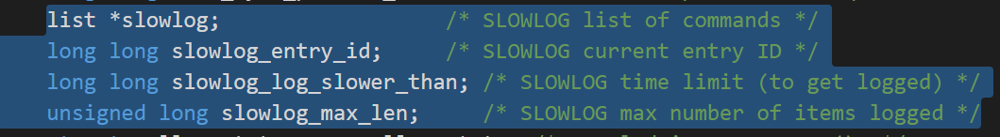 list *slowlog;                  /* SLOWLOG list of commands */
long long slowlog_entry_id;     /* SLOWLOG current entry ID */
long long slowlog_log_slower_than; /* SLOWLOG time limit (to get logged) */
unsigned long slowlog_max_len;     /* SLOWLOG max number of items logged */